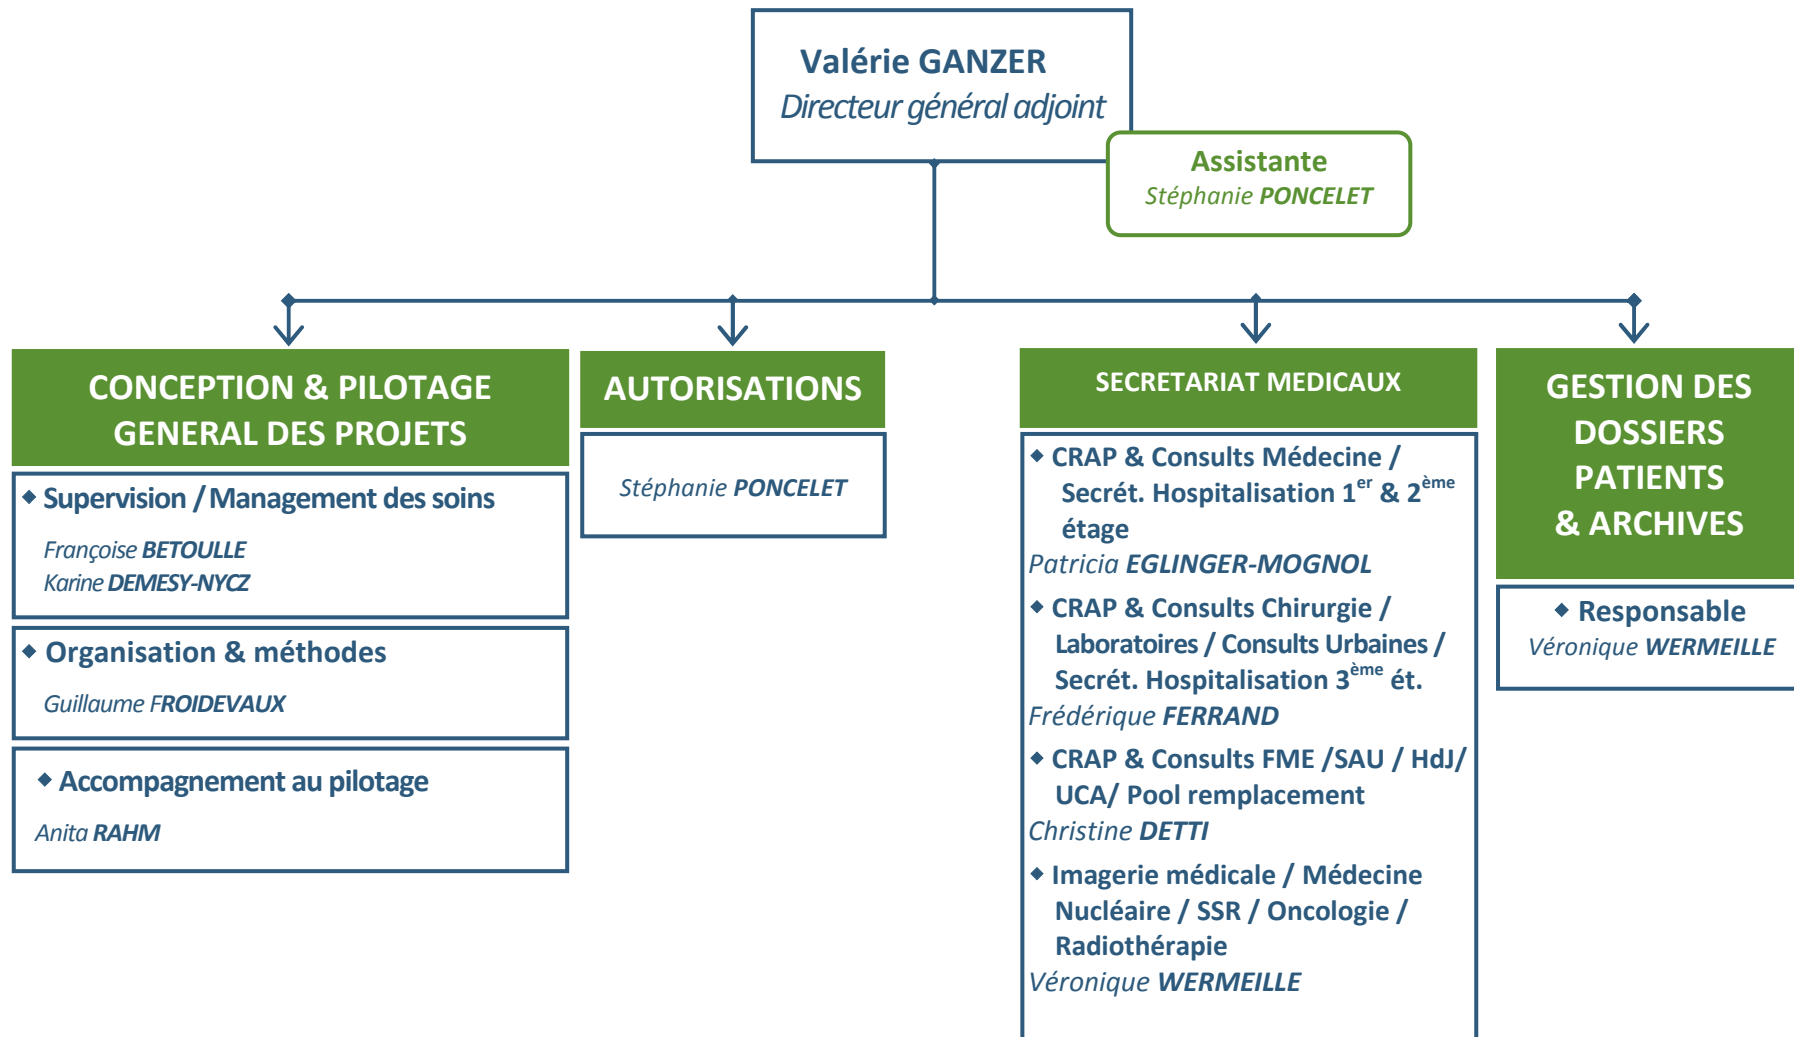 Valérie GANZER
Directeur général adjoint
Assistante
Stéphanie PONCELET
CONCEPTION & PILOTAGE
GENERAL DES PROJETS
◆ Supervision / Management des soins
Françoise BETOULLE
Karine DEMESY-NYCZ
◆ Organisation & méthodes
Guillaume FROIDEVAUX
◆ Accompagnement au pilotage
Anita RAHM
AUTORISATIONS
Stéphanie PONCELET
SECRETARIAT MEDICAUX
◆ CRAP & Consults Médecine /
Secrét. Hospitalisation 1er & 2ème
étage
Patricia EGLINGER-MOGNOL
◆ CRAP & Consults Chirurgie /
Laboratoires / Consults Urbaines /
Secrét. Hospitalisation 3ème ét.
Frédérique FERRAND
◆ CRAP & Consults FME /SAU / HdJ/
UCA/ Pool remplacement
Christine DETTI
◆ Imagerie médicale / Médecine
Nucléaire / SSR / Oncologie /
Radiothérapie
Véronique WERMEILLE
GESTION DES
DOSSIERS
PATIENTS
& ARCHIVES
◆ Responsable
Véronique WERMEILLE